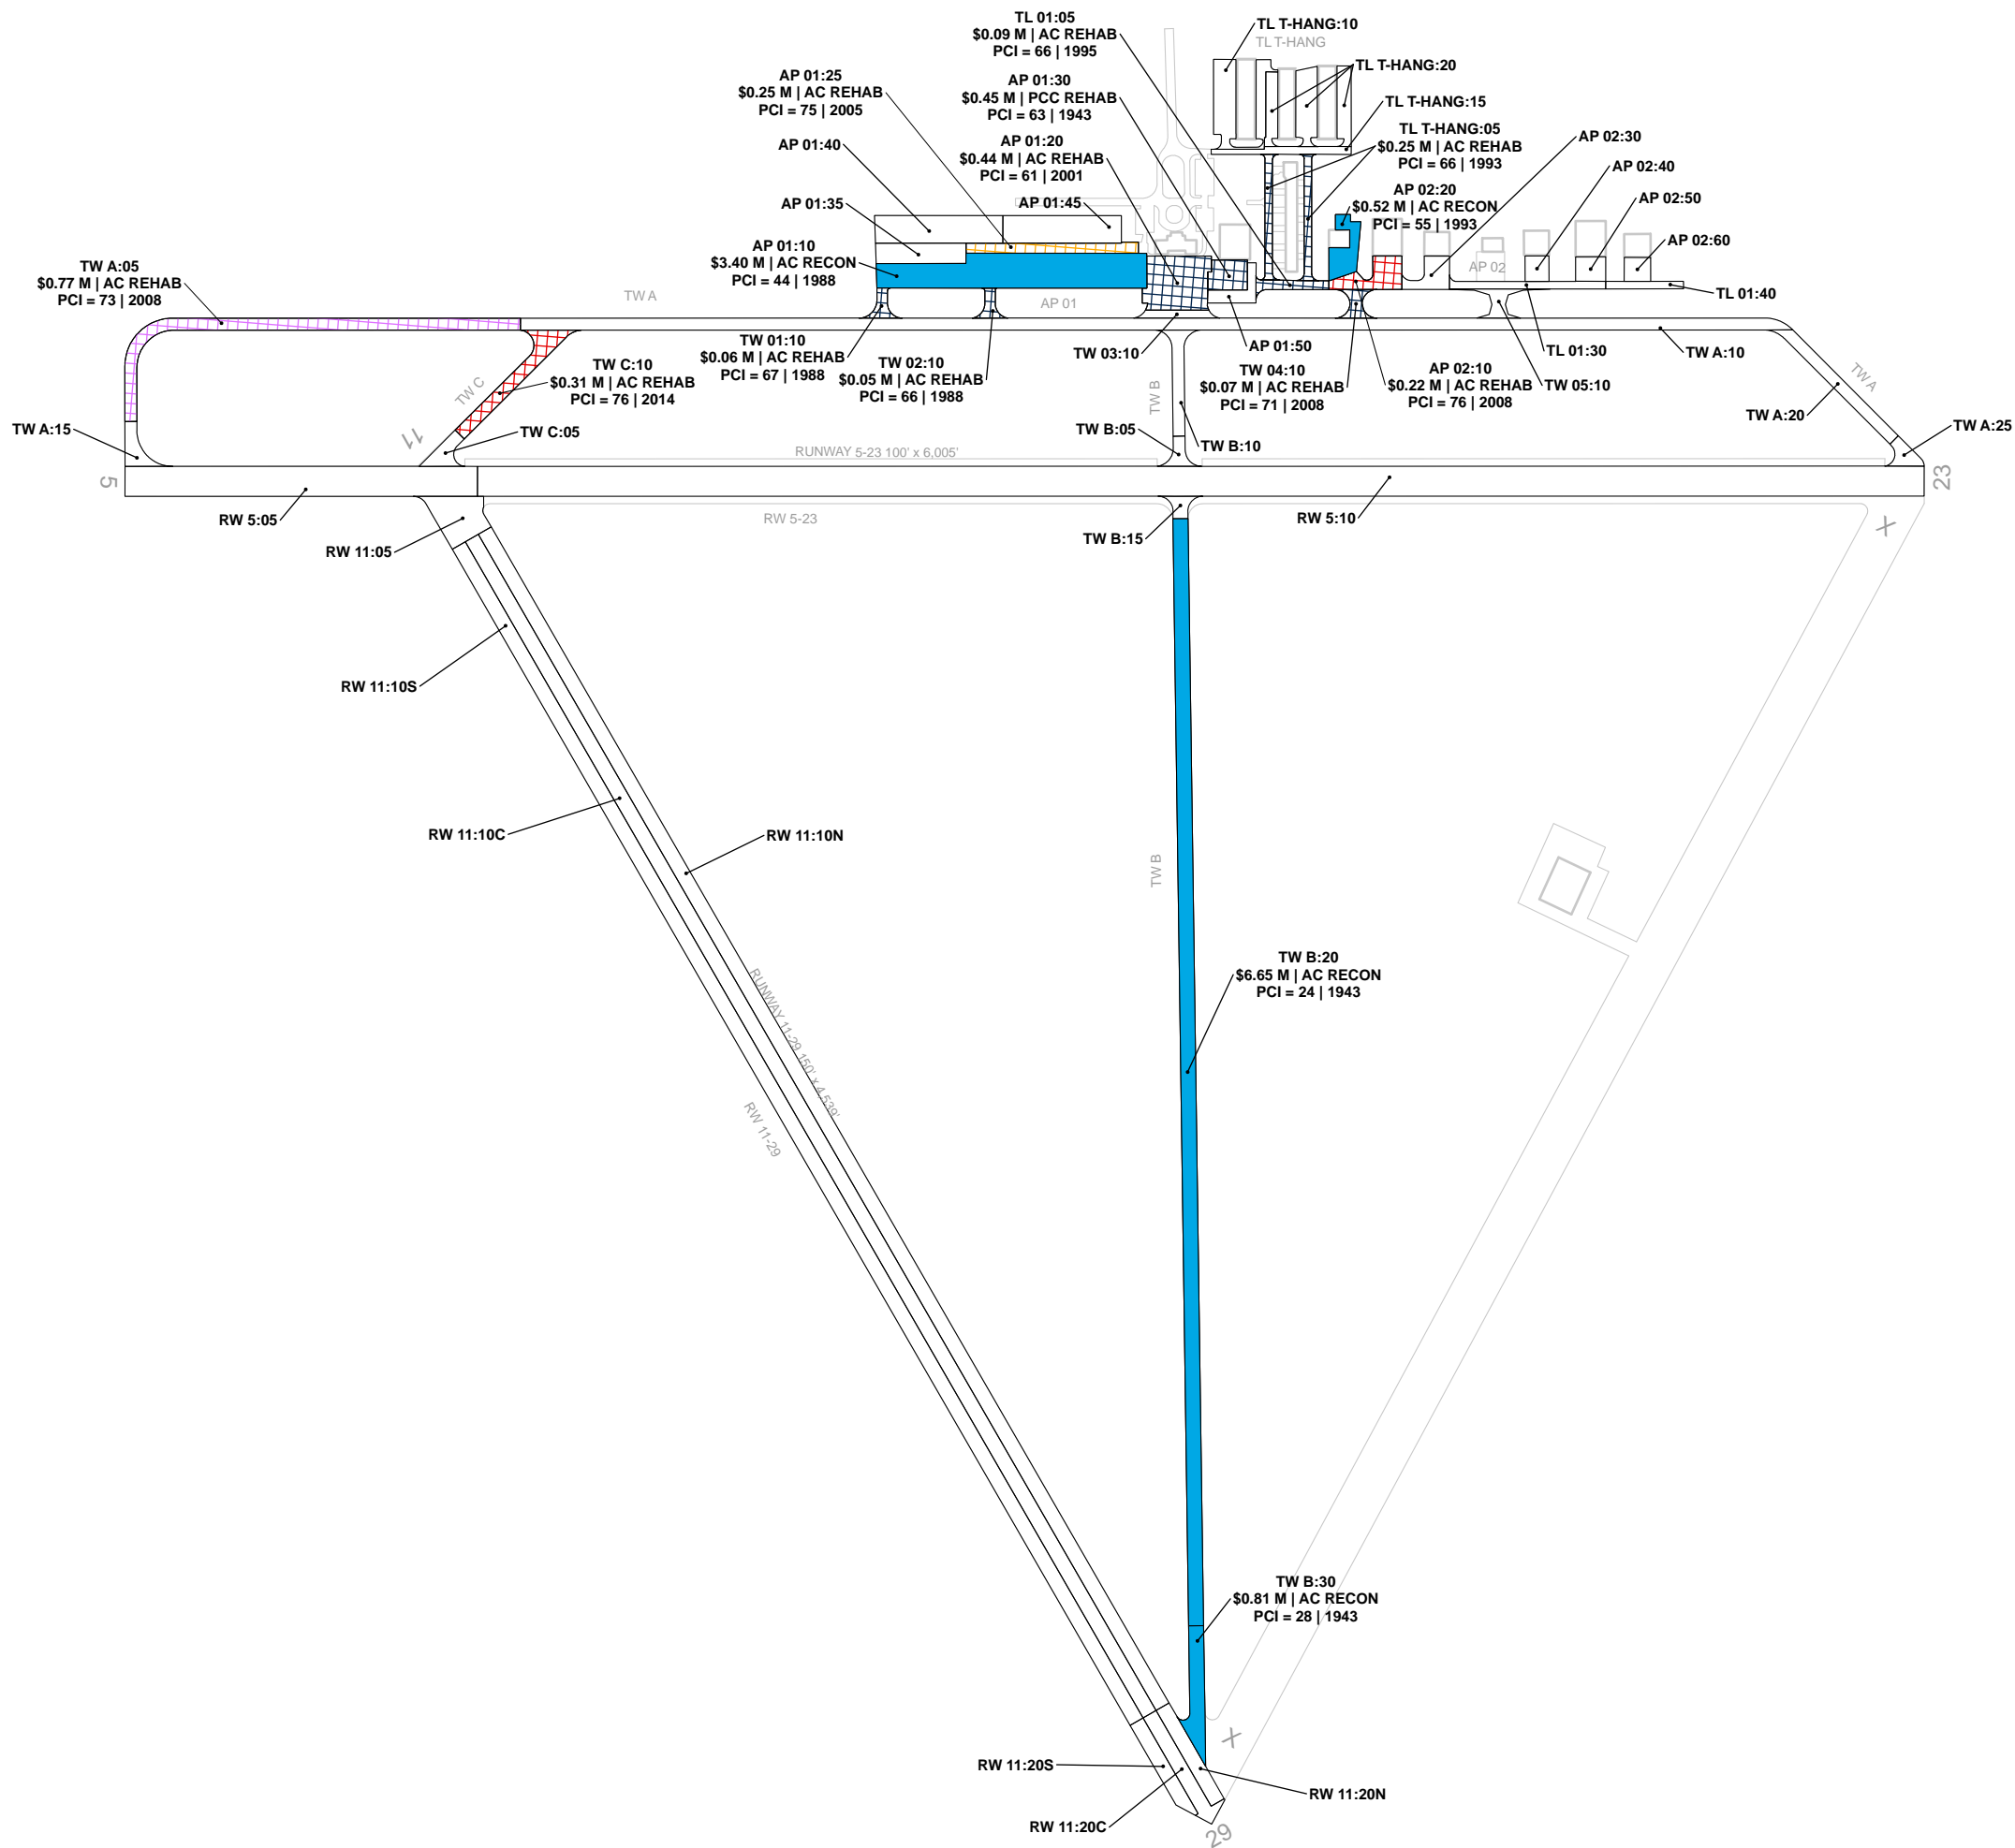 TL 01:05
$0.09 M | AC REHAB
PCI = 66 | 1995
TL T-HANG:10
TL T-HANG
AP 01:25
$0.25 M | AC REHAB
PCI = 75 | 2005
AP 01:30
$0.45 M | PCC REHAB
PCI = 63 | 1943
TL T-HANG:20
TL T-HANG:15
AP 01:40
AP 01:20
$0.44 M | AC REHAB
PCI = 61 | 2001
TL T-HANG:05
$0.25 M | AC REHAB
PCI = 66 | 1993
AP 02:30
AP 02:40
AP 01:35
AP 01:45
AP 02:20
$0.52 M | AC RECON
PCI = 55 | 1993
AP 02:50
AP 02:60
AP 01:10
$3.40 M | AC RECON
PCI = 44 | 1988
TW A:05
$0.77 M | AC REHAB
PCI = 73 | 2008
TW A
AP 01
AP 02
TL 01:40
TW 01:10
$0.06 M | AC REHAB
PCI = 67 | 1988
TW 02:10
$0.05 M | AC REHAB
PCI = 66 | 1988
TW 03:10
AP 01:50
TW 04:10
$0.07 M | AC REHAB
PCI = 71 | 2008
AP 02:10
$0.22 M | AC REHAB
PCI = 76 | 2008
TL 01:30
TW 05:10
TW A:10
TW A
TW A:20
TW C:10
$0.31 M | AC REHAB
PCI = 76 | 2014
TW C
TW B
TW A:15
11
TW C:05
TW B:05
TW B:10
TW A:25
RUNWAY 5-23 100' x 6,005'
5
23
RW 5:05
RW 5-23
RW 5:10
X
RW 11:05
TW B:15
RW 11:10S
RW 11:10C
RW 11:10N
TW B
RUNWAY 11-29 150' x 4,539'
RW 11-29
TW B:20
$6.65 M | AC RECON
PCI = 24 | 1943
TW B:30
$0.81 M | AC RECON
PCI = 28 | 1943
X
RW 11:20S
RW 11:20N
RW 11:20C
29